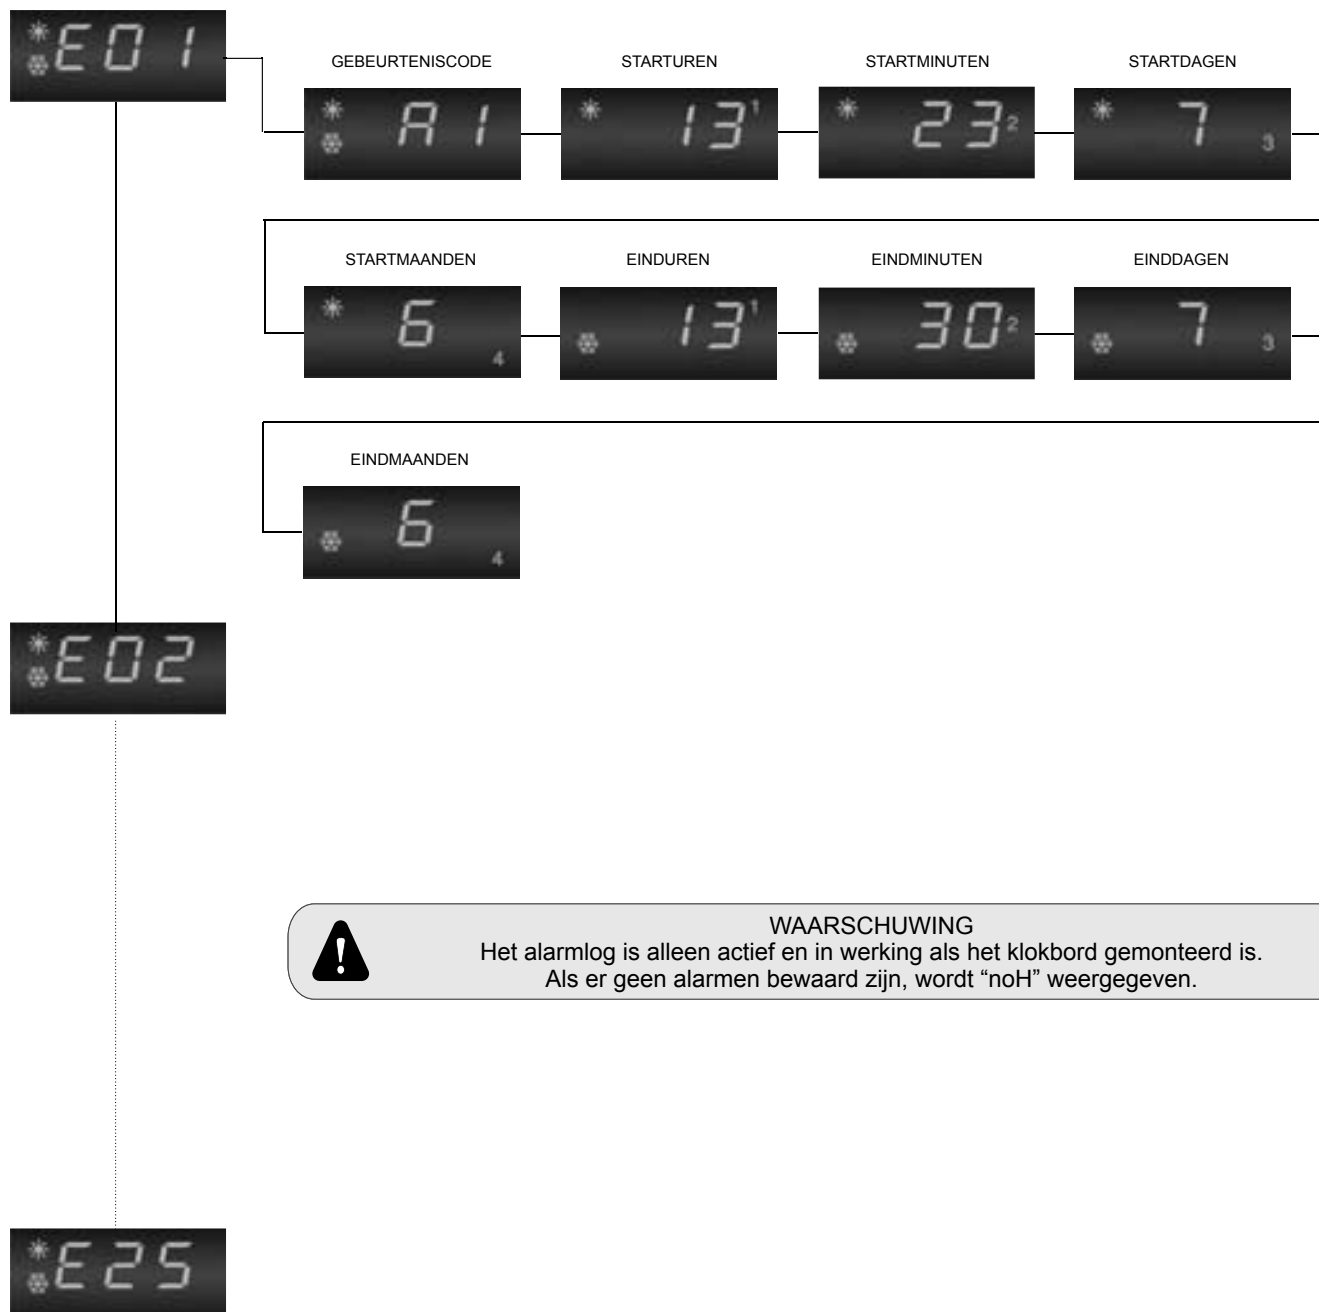 E01
GEBEURTENISCODE STARTUREN STARTMINUTEN STARTDAGEN
A1 13 1 23 2 7 3
STARTMAANDEN EINDUREN EINDMINUTEN EINDDAGEN
6 4 13 1 30 2 7 3
EINDMAANDEN
6 4
E02
WAARSCHUWING
Het alarmlog is alleen actief en in werking als het klokbord gemonteerd is.
Als er geen alarmen bewaard zijn, wordt “noH” weergegeven.
E25